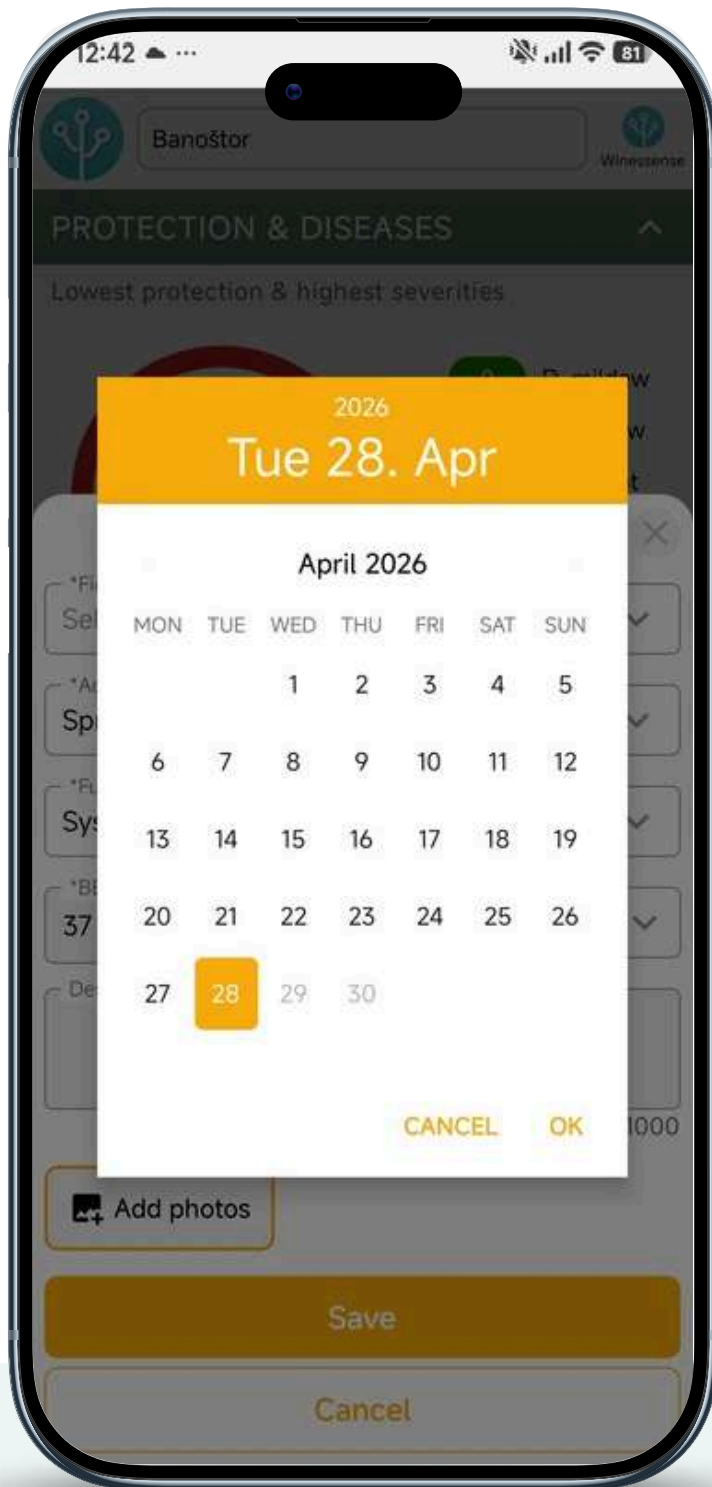 12:42
81
Banoštor
Winessense
PROTECTION & DISEASES
Lowest protection & highest severities
2026
Tue 28. Apr
April 2026
MON TUE WED THU FRI SAT SUN
1 2 3 4 5
6 7 8 9 10 11 12
13 14 15 16 17 18 19
20 21 22 23 24 25 26
27 28 29 30
37
CANCEL OK
1000
Add photos
Save
Cancel